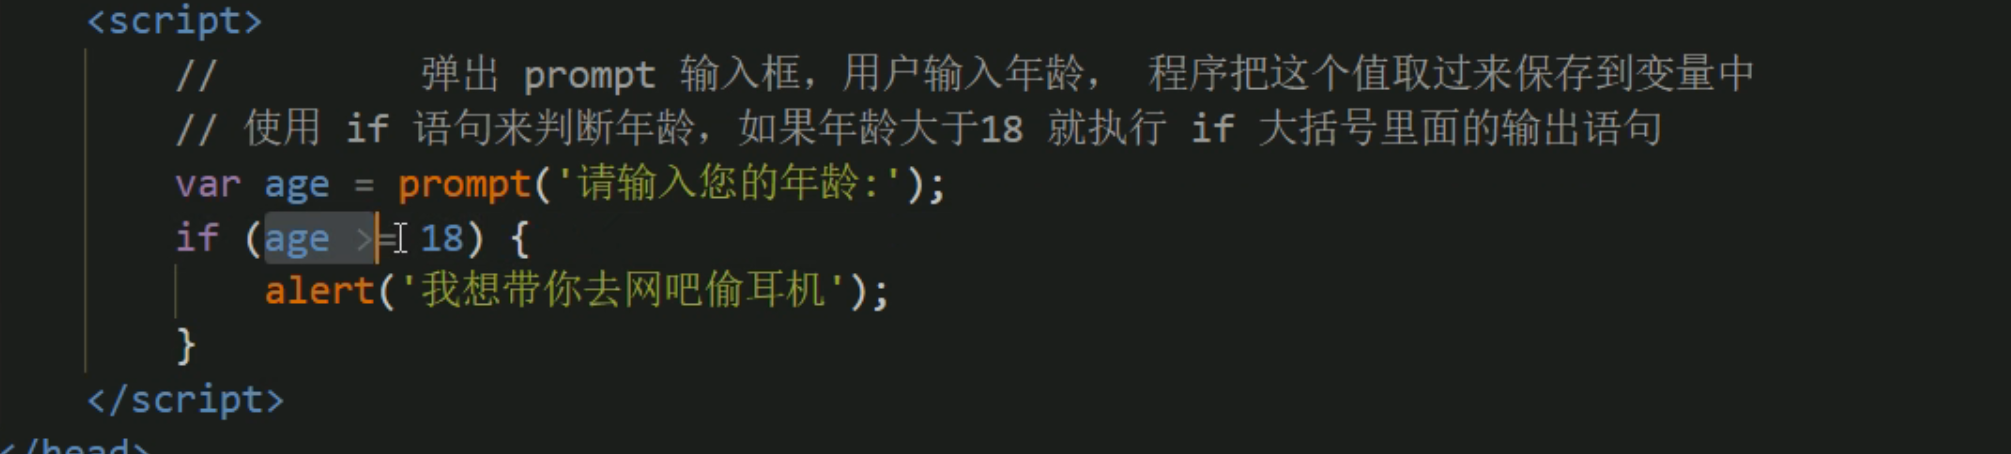 <script>
// 弹出 prompt 输入框，用户输入年龄， 程序把这个值取过来保存到变量中
// 使用 if 语句来判断年龄，如果年龄大于18 就执行 if 大括号里面的输出语句
var age = prompt('请输入您的年龄:');
if (age >= 18) {
alert('我想带你去网吧偷耳机');
}
</script>
</head>